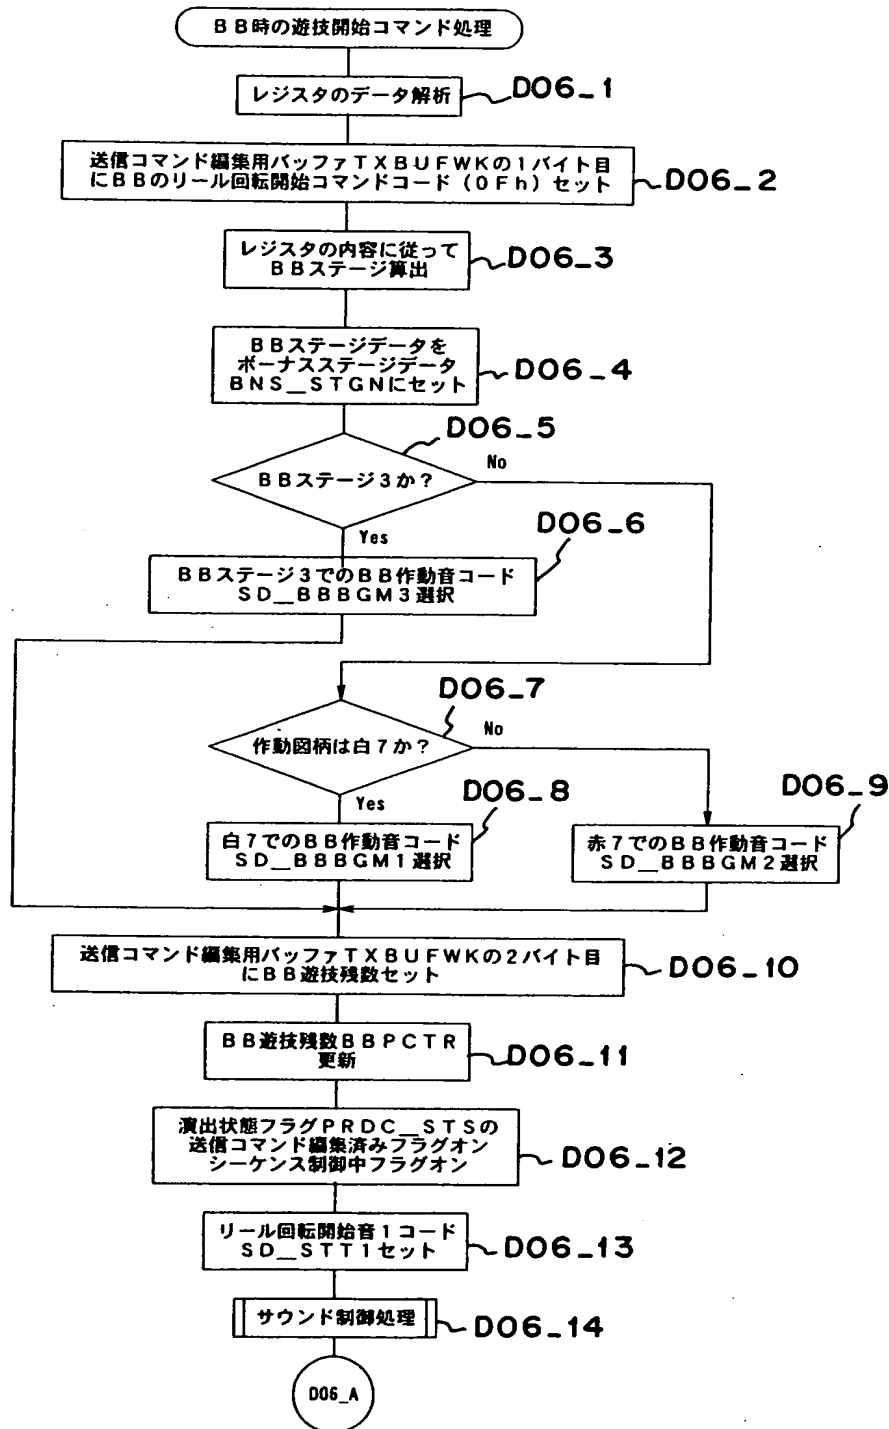 BB時の遊技開始コマンド処理
レジスタのデータ解析
D06_1
送信コマンド編集用バッファTXBUFWKの1バイト目
にBBのリール回転開始コマンドコード(0Fh)セット
D06_2
レジスタの内容に従って
BBステージ算出
D06_3
BBステージデータを
ボーナスステージデータ
BNS__STGNにセット
D06_4
D06_5
BBステージ3か?
No
Yes
D06_6
BBステージ3でのBB作動音コード
SD__BBBGM3選択
D06_7
作動図柄は白7か?
No
Yes
D06_8
D06_9
白7でのBB作動音コード
SD__BBBGM1選択
赤7でのBB作動音コード
SD__BBBGM2選択
送信コマンド編集用バッファTXBUFWKの2バイト目
にBB遊技残数セット
D06_10
BB遊技残数BBPCTR
更新
D06_11
演出状態フラグPRDC__STSの
送信コマンド編集済みフラグオン
シーケンス制御中フラグオン
D06_12
リール回転開始音1コード
SD__STT1セット
D06_13
サウンド制御処理
D06_14
D06_A